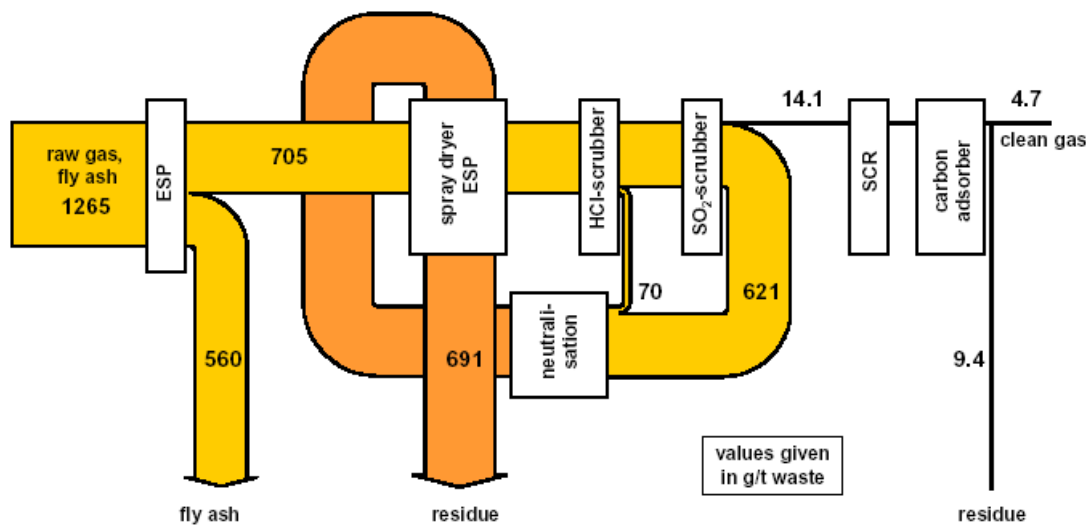 14.1
4.7
raw gas,
fly ash
1265
ESP
705
spray dryer
ESP
HCl-scrubber
SO₂-scrubber
SCR
carbon
adsorber
clean gas
560
691
neutrali-
sation
70
621
9.4
values given
in g/t waste
fly ash
residue
residue